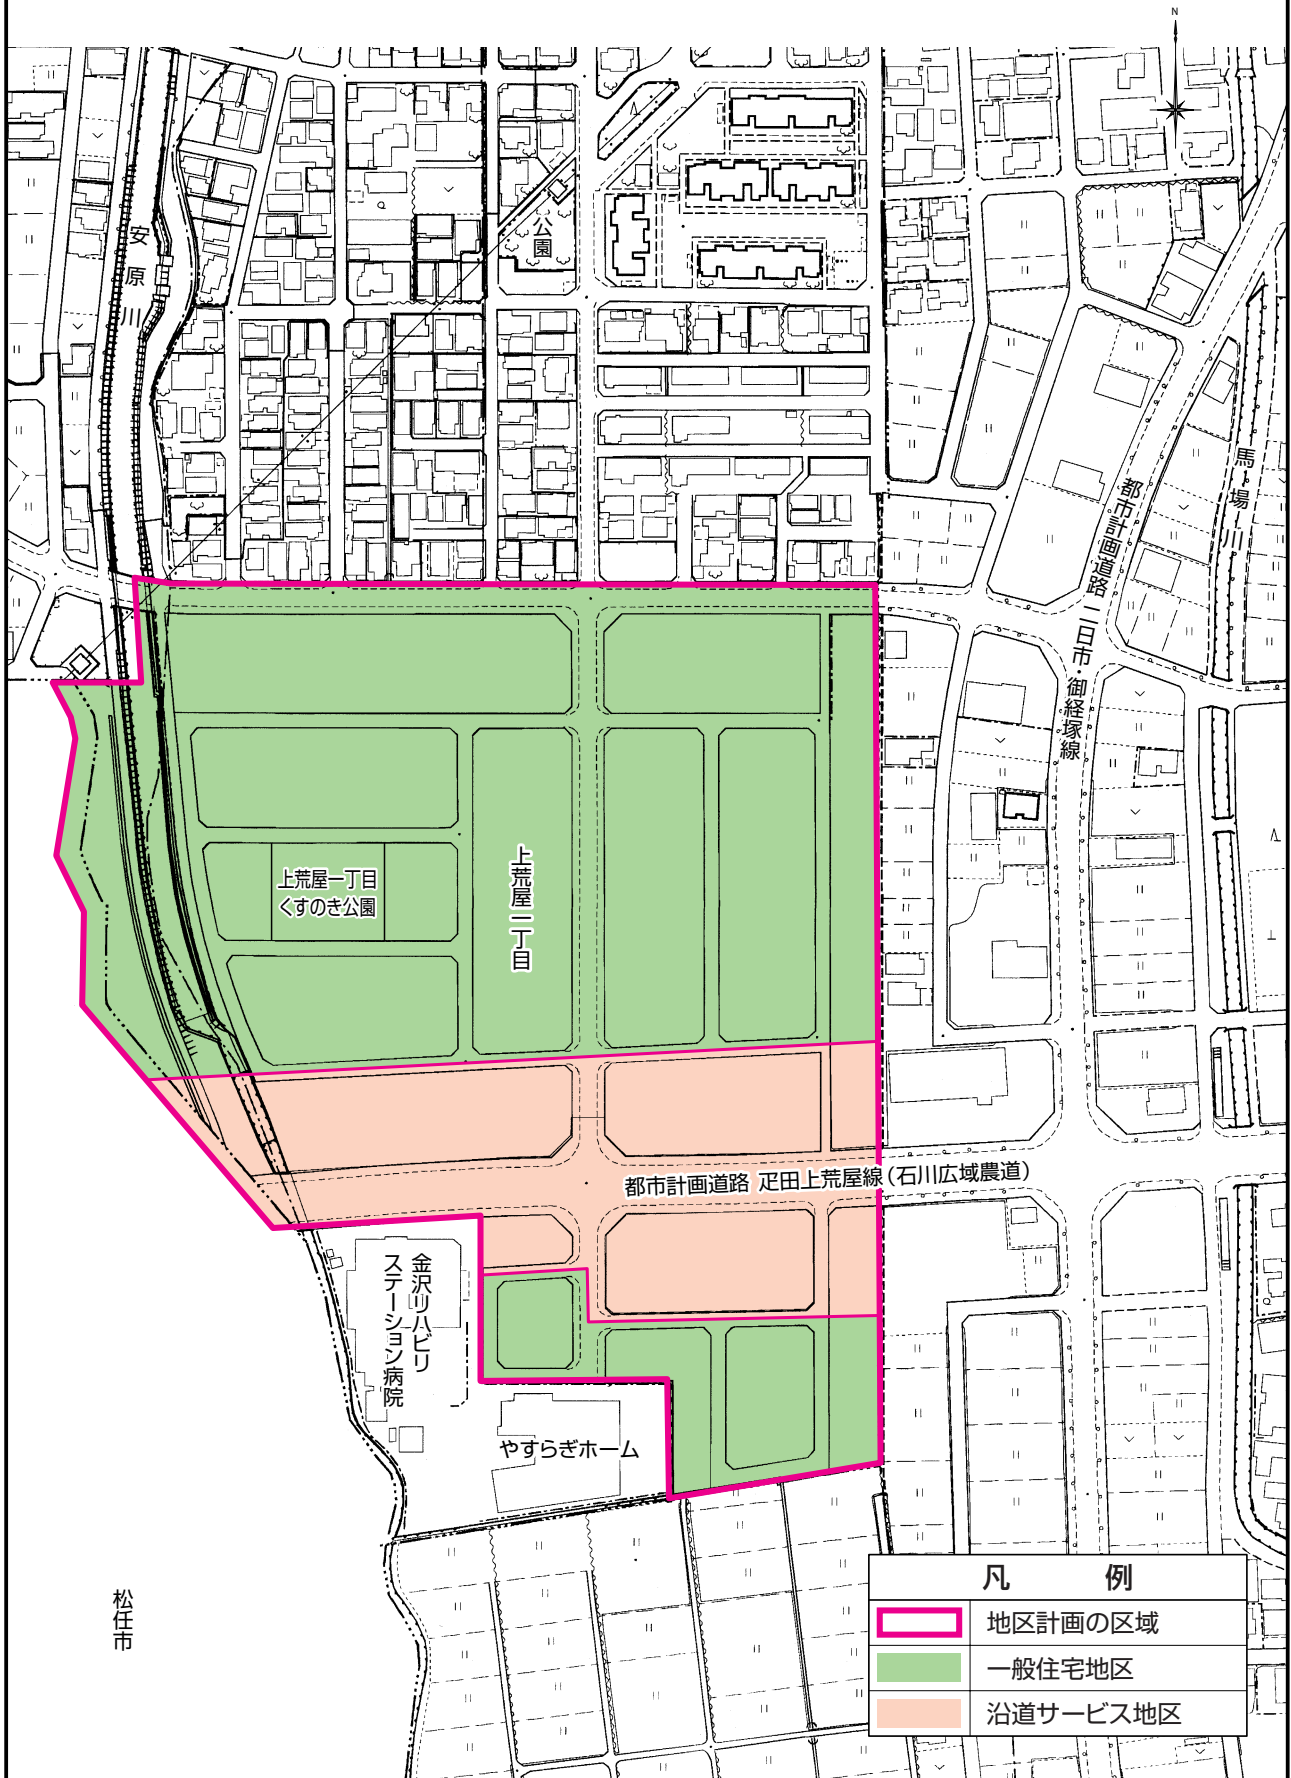 N
安原川
公園
馬場川
都市計画道路 二日市・御経塚線
上荒屋一丁目
くすのき公園
上荒屋一丁目
都市計画道路 疋田上荒屋線(石川広域農道)
金沢リハビリ
ステーション病院
やすらぎホーム
松任市
凡 例
地区計画の区域
一般住宅地区
沿道サービス地区